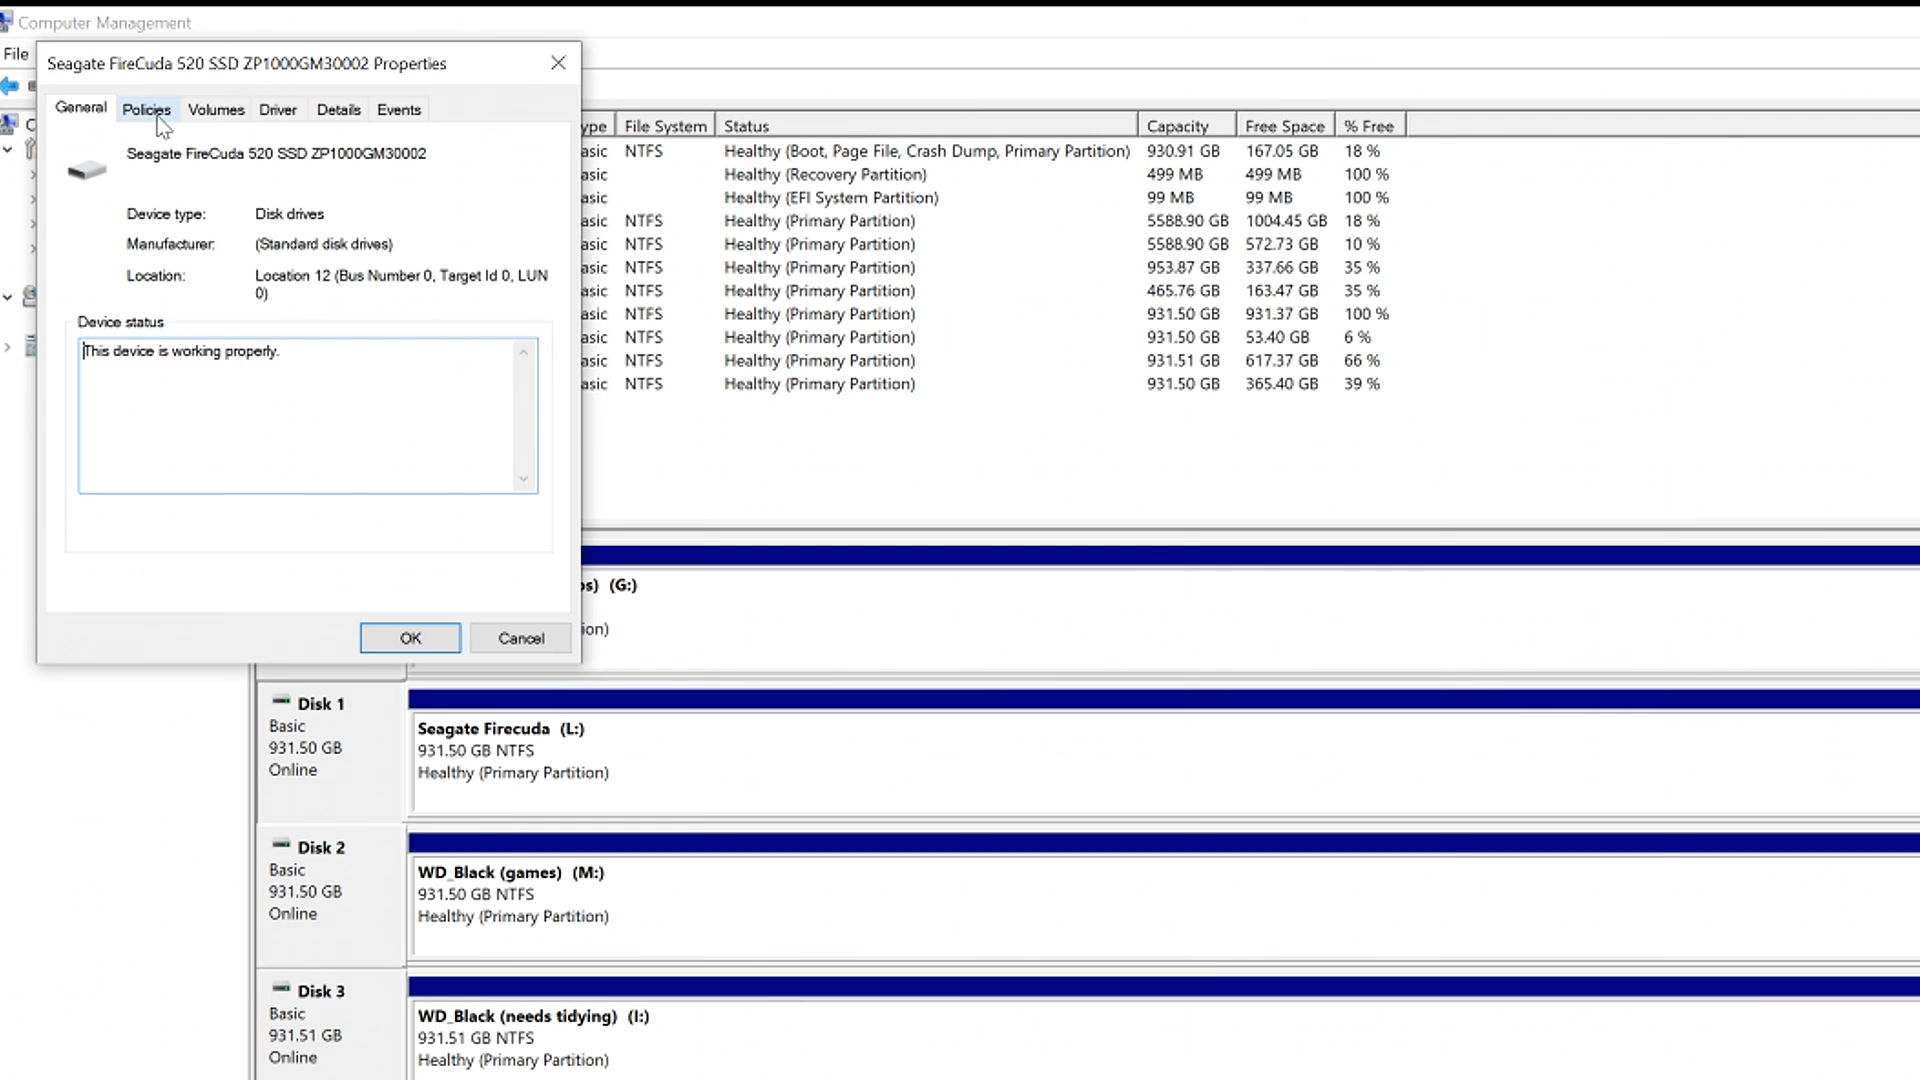 Computer Management
File
Seagate FireCuda 520 SSD ZP1000GM30002 Properties
General Policies Volumes Driver Details Events
Seagate FireCuda 520 SSD ZP1000GM30002
Device type: Disk drives
Manufacturer: (Standard disk drives)
Location: Location 12 (Bus Number 0, Target Id 0, LUN
0)
Device status
This device is working properly.
OK Cancel
ype File System Status Capacity Free Space % Free
asic NTFS Healthy (Boot, Page File, Crash Dump, Primary Partition) 930.91 GB 167.05 GB 18 %
asic Healthy (Recovery Partition) 499 MB 499 MB 100 %
asic Healthy (EFI System Partition) 99 MB 99 MB 100 %
asic NTFS Healthy (Primary Partition) 5588.90 GB 1004.45 GB 18 %
asic NTFS Healthy (Primary Partition) 5588.90 GB 572.73 GB 10 %
asic NTFS Healthy (Primary Partition) 953.87 GB 337.66 GB 35 %
asic NTFS Healthy (Primary Partition) 465.76 GB 163.47 GB 35 %
asic NTFS Healthy (Primary Partition) 931.50 GB 931.37 GB 100 %
asic NTFS Healthy (Primary Partition) 931.50 GB 53.40 GB 6 %
asic NTFS Healthy (Primary Partition) 931.51 GB 617.37 GB 66 %
asic NTFS Healthy (Primary Partition) 931.50 GB 365.40 GB 39 %
os) (G:)
ion)
Disk 1
Basic
931.50 GB
Online
Seagate Firecuda (L:)
931.50 GB NTFS
Healthy (Primary Partition)
Disk 2
Basic
931.50 GB
Online
WD_Black (games) (M:)
931.50 GB NTFS
Healthy (Primary Partition)
Disk 3
Basic
931.51 GB
Online
WD_Black (needs tidying) (I:)
931.51 GB NTFS
Healthy (Primary Partition)